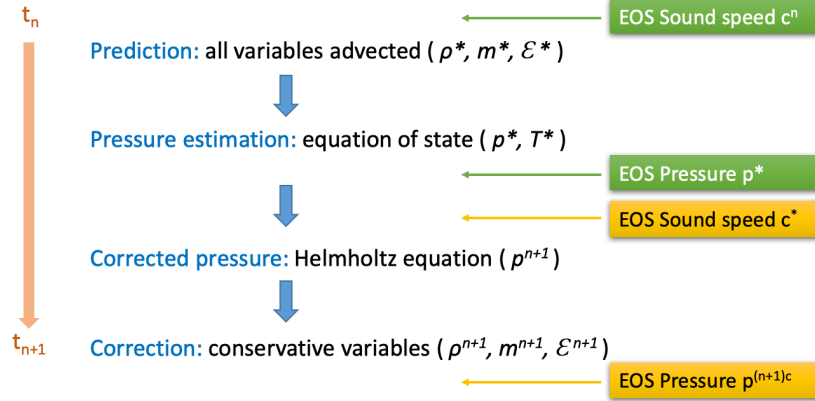 tₙ
EOS Sound speed cⁿ
Prediction: all variables advected ( ρ*, m*, ℰ* )
Pressure estimation: equation of state ( p*, T* )
EOS Pressure p*
EOS Sound speed c*
Corrected pressure: Helmholtz equation ( pⁿ⁺¹ )
tₙ₊₁
Correction: conservative variables ( ρⁿ⁺¹, mⁿ⁺¹, ℰⁿ⁺¹ )
EOS Pressure p⁽ⁿ⁺¹⁾ᶜ